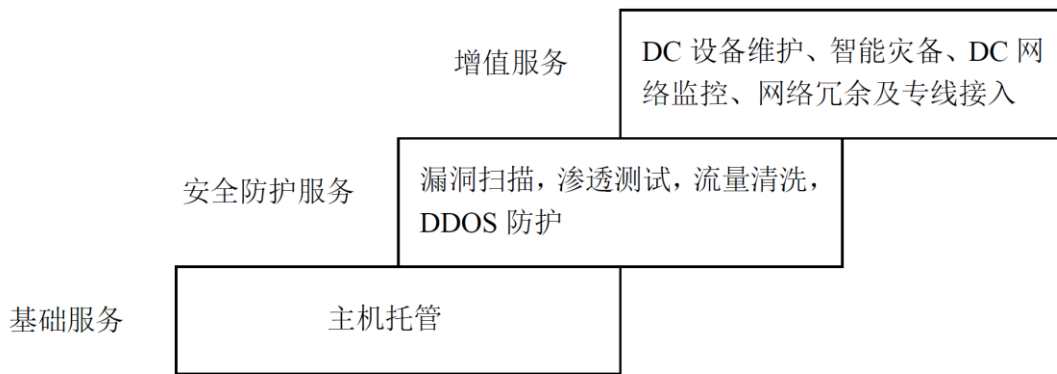 增值服务
DC 设备维护、智能灾备、DC 网
络监控、网络冗余及专线接入
安全防护服务
漏洞扫描，渗透测试，流量清洗，
DDOS 防护
基础服务
主机托管